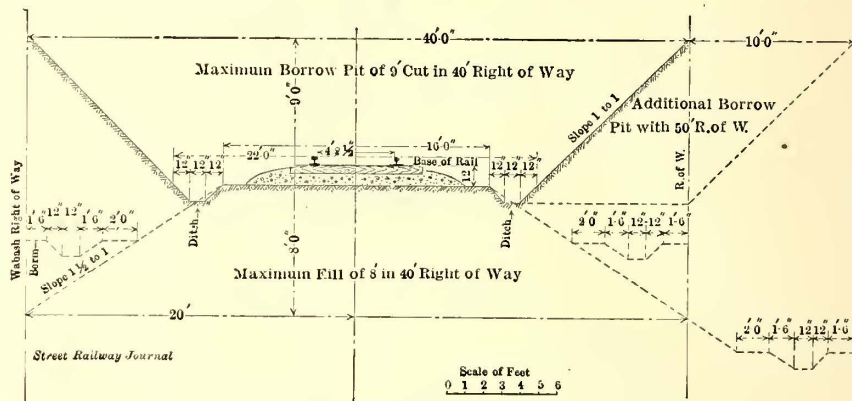 40'0"
10'0"
Maximum Borrow Pit of 9' Cut in 40' Right of Way
9'0"
Slope 1 to 1
Additional Borrow
Pit with 50' R. of W.
16'0"
22'0"
4'8½"
Base of Rail
12"
12" 12" 12"
12" 12" 12"
R. of W.
Wabash Right of Way
1'6" 12" 12" 1'6" 2'0"
Berm
Slope 1½ to 1
Ditch
8'0"
Ditch
2'0" 1'6" 12" 12" 1'6"
Maximum Fill of 8' in 40' Right of Way
20'
2'0" 1'6" 12" 12" 1'6"
Street Railway Journal
Scale of Feet
0 1 2 3 4 5 6